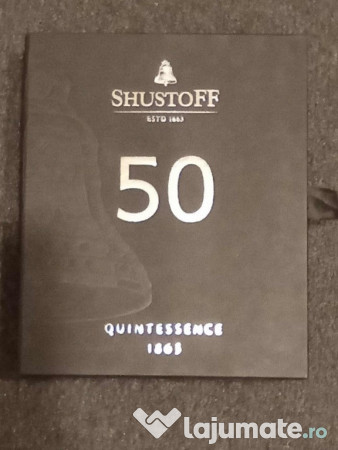 SHUSTOFF
ESTD 1863
50
QUINTESSENCE
1863
lajumate.ro